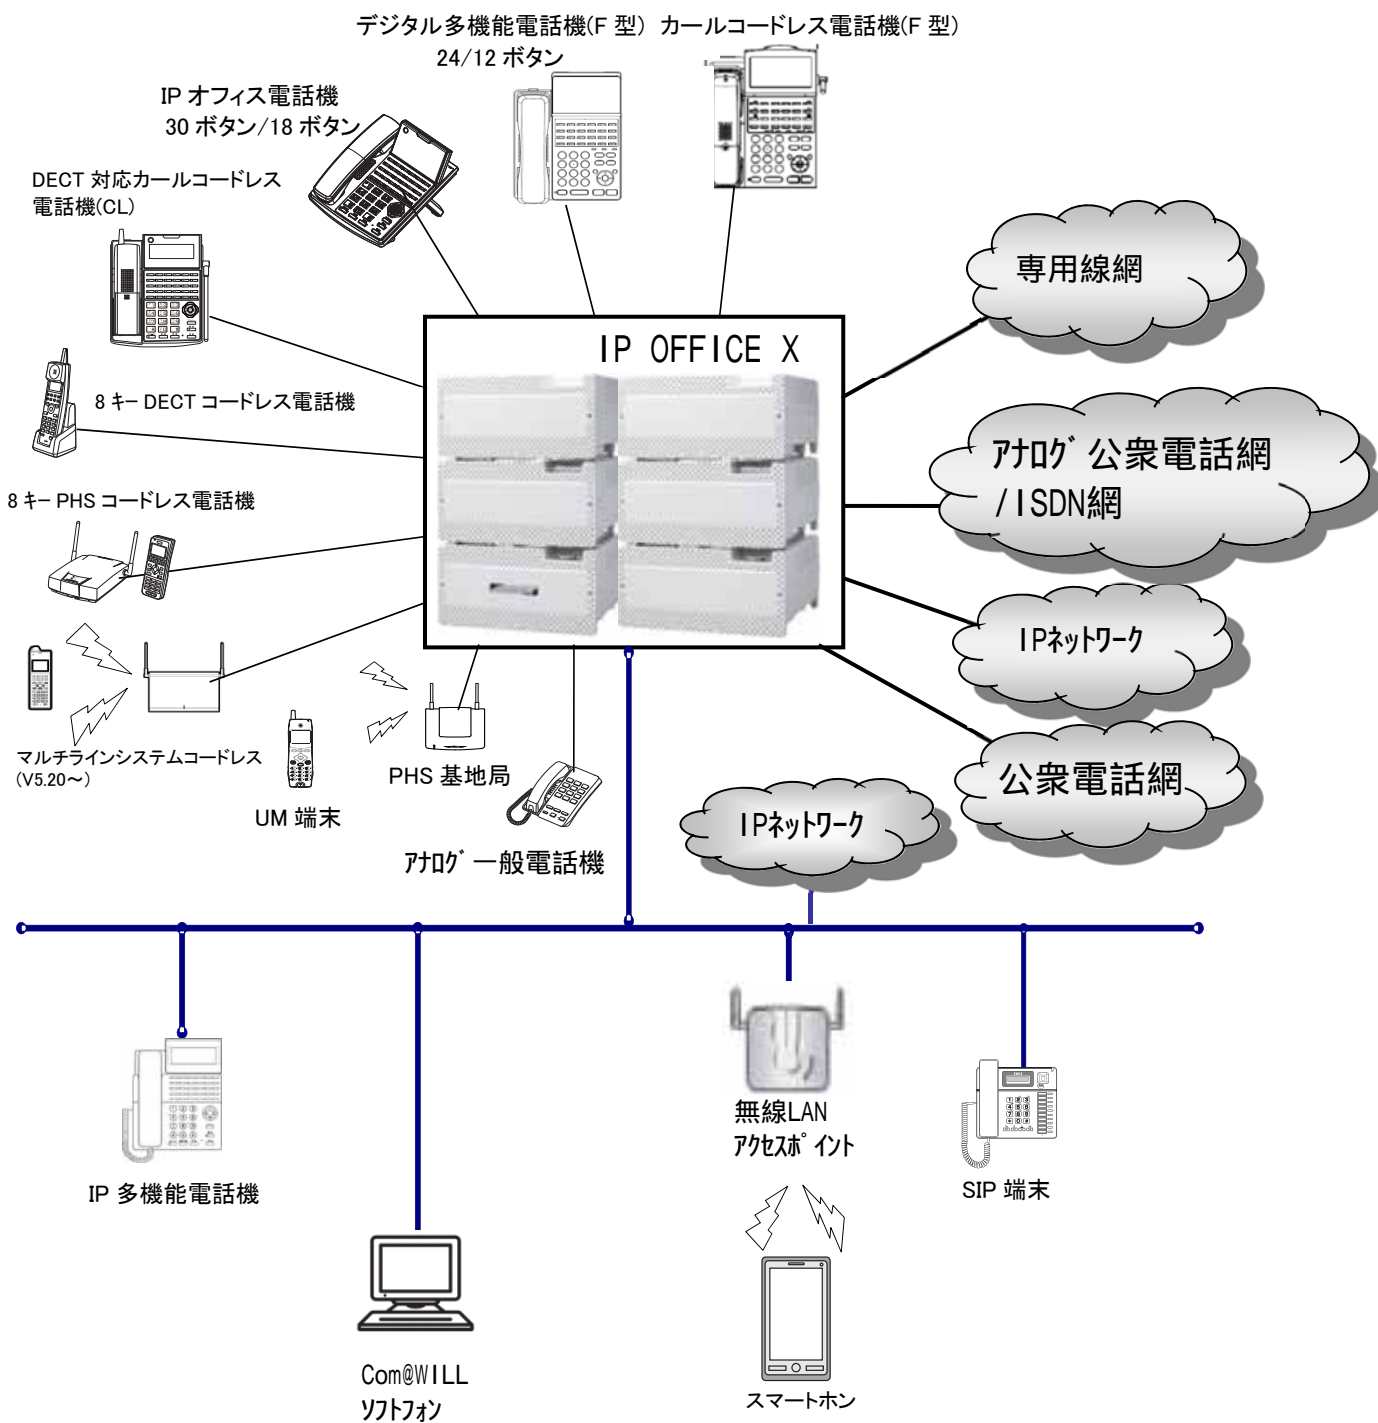 デジタル多機能電話機(F 型)
24/12 ボタン
カールコードレス電話機(F 型)
IP オフィス電話機
30 ボタン/18 ボタン
DECT 対応カールコードレス
電話機(CL)
8 キー DECT コードレス電話機
8 キー PHS コードレス電話機
マルチラインシステムコードレス
(V5.20～)
UM 端末
PHS 基地局
ｱﾅﾛｸﾞ一般電話機
IP OFFICE X
専用線網
ｱﾅﾛｸﾞ公衆電話網
/ISDN網
IPﾈｯﾄﾜｰｸ
公衆電話網
IPﾈｯﾄﾜｰｸ
IP 多機能電話機
Com@WILL
ｿﾌﾄﾌｫﾝ
無線LAN
ｱｸｾｽﾎﾟｲﾝﾄ
スマートホン
SIP 端末